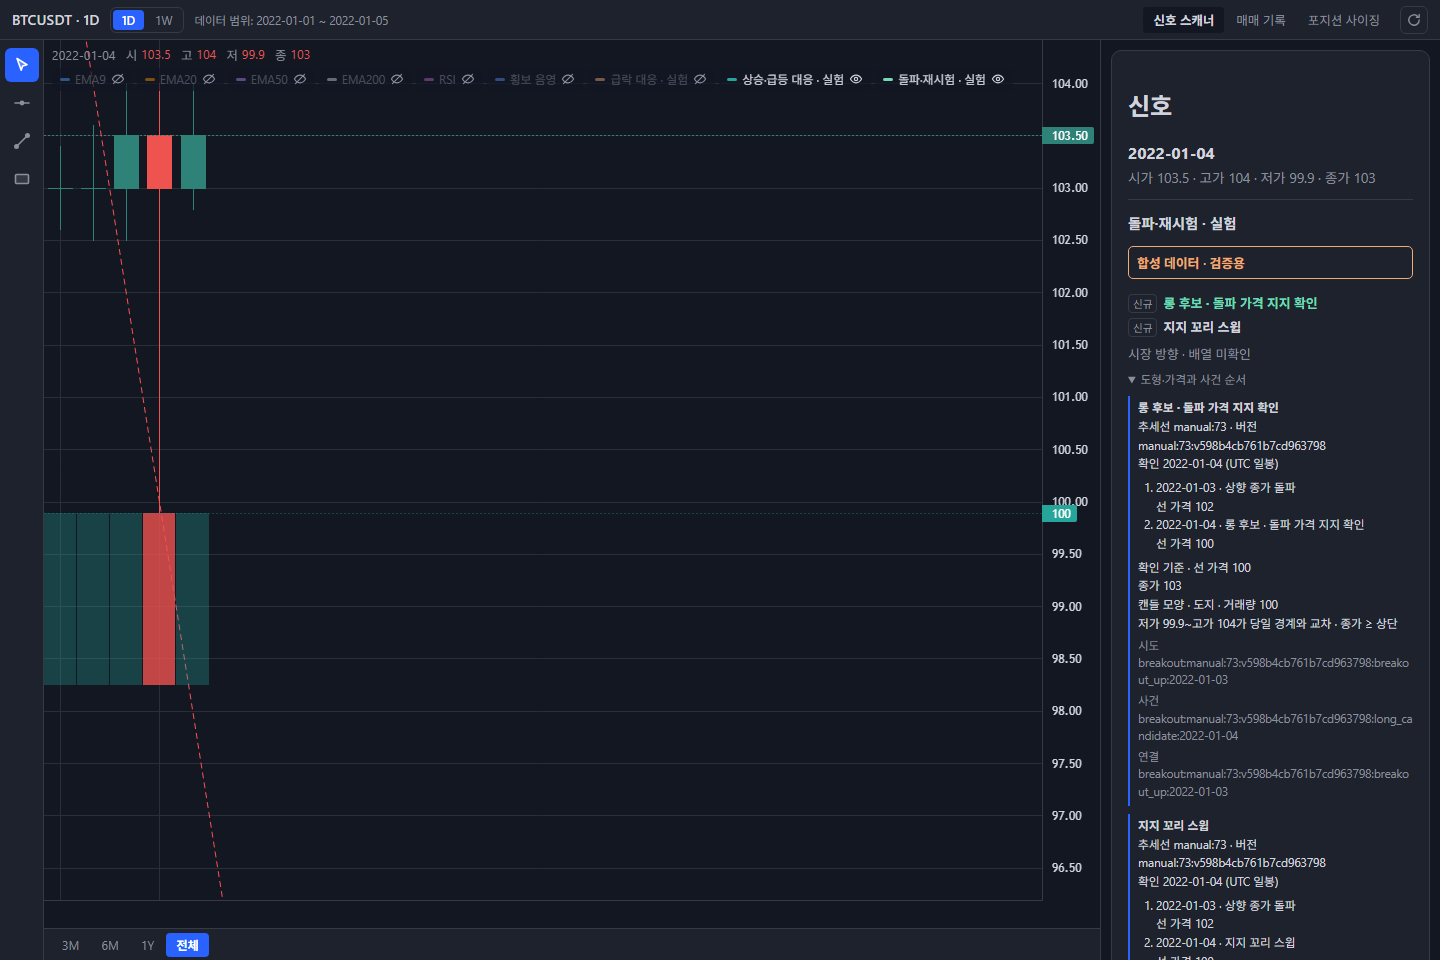 BTCUSDT · 1D 1D 1W 데이터 범위: 2022-01-01 ~ 2022-01-05
신호 스캐너 매매 기록 포지션 사이징
2022-01-04 시 103.5 고 104 저 99.9 종 103
EMA9 EMA20 EMA50 EMA200 RSI 횡보 음영 급락 대응 · 실험 상승·급등 대응 · 실험 돌파·재시험 · 실험
104.00
103.50
103.00
102.50
102.00
101.50
101.00
100.50
100.00
100
99.50
99.00
98.50
98.00
97.50
97.00
96.50
3M 6M 1Y 전체
신호
2022-01-04
시가 103.5 · 고가 104 · 저가 99.9 · 종가 103
돌파·재시험 · 실험
합성 데이터 · 검증용
신규 롱 후보 · 돌파 가격 지지 확인
신규 지지 꼬리 스윕
시장 방향 · 배열 미확인
▼ 도형·가격과 사건 순서
롱 후보 · 돌파 가격 지지 확인
추세선 manual:73 · 버전
manual:73:v598b4cb761b7cd963798
확인 2022-01-04 (UTC 일봉)
1. 2022-01-03 · 상향 종가 돌파
선 가격 102
2. 2022-01-04 · 롱 후보 · 돌파 가격 지지 확인
선 가격 100
확인 기준 · 선 가격 100
종가 103
캔들 모양 · 도지 · 거래량 100
저가 99.9~고가 104가 당일 경계와 교차 · 종가 ≥ 상단
시도
breakout:manual:73:v598b4cb761b7cd963798:breako
ut_up:2022-01-03
사건
breakout:manual:73:v598b4cb761b7cd963798:long_ca
ndidate:2022-01-04
연결
breakout:manual:73:v598b4cb761b7cd963798:breako
ut_up:2022-01-03
지지 꼬리 스윕
추세선 manual:73 · 버전
manual:73:v598b4cb761b7cd963798
확인 2022-01-04 (UTC 일봉)
1. 2022-01-03 · 상향 종가 돌파
선 가격 102
2. 2022-01-04 · 지지 꼬리 스윕